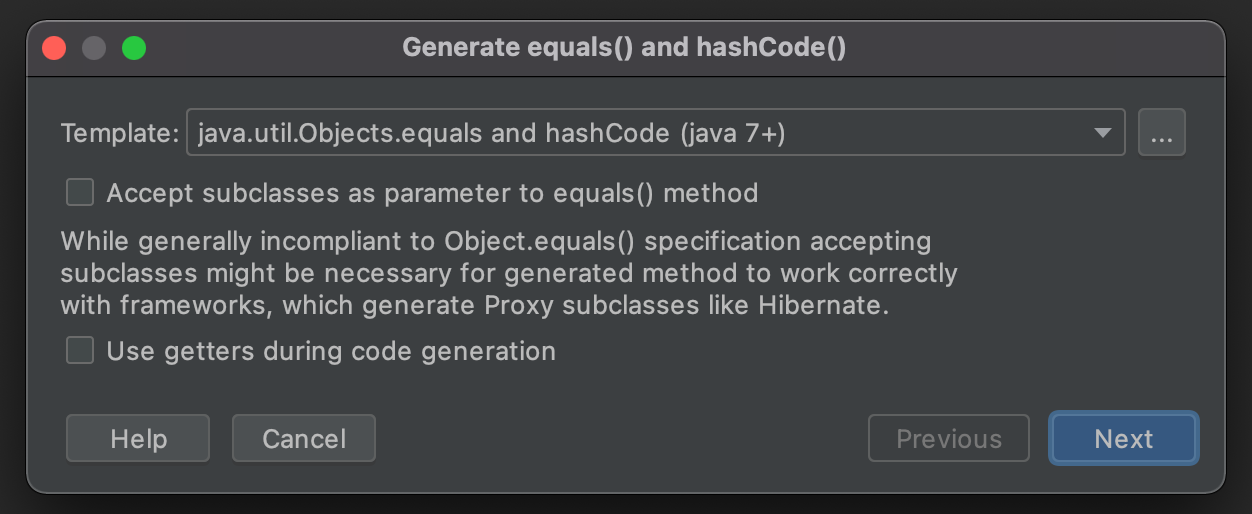 Generate equals() and hashCode()
Template: java.util.Objects.equals and hashCode (java 7+) ...
Accept subclasses as parameter to equals() method
While generally incompliant to Object.equals() specification accepting
subclasses might be necessary for generated method to work correctly
with frameworks, which generate Proxy subclasses like Hibernate.
Use getters during code generation
Help Cancel Previous Next